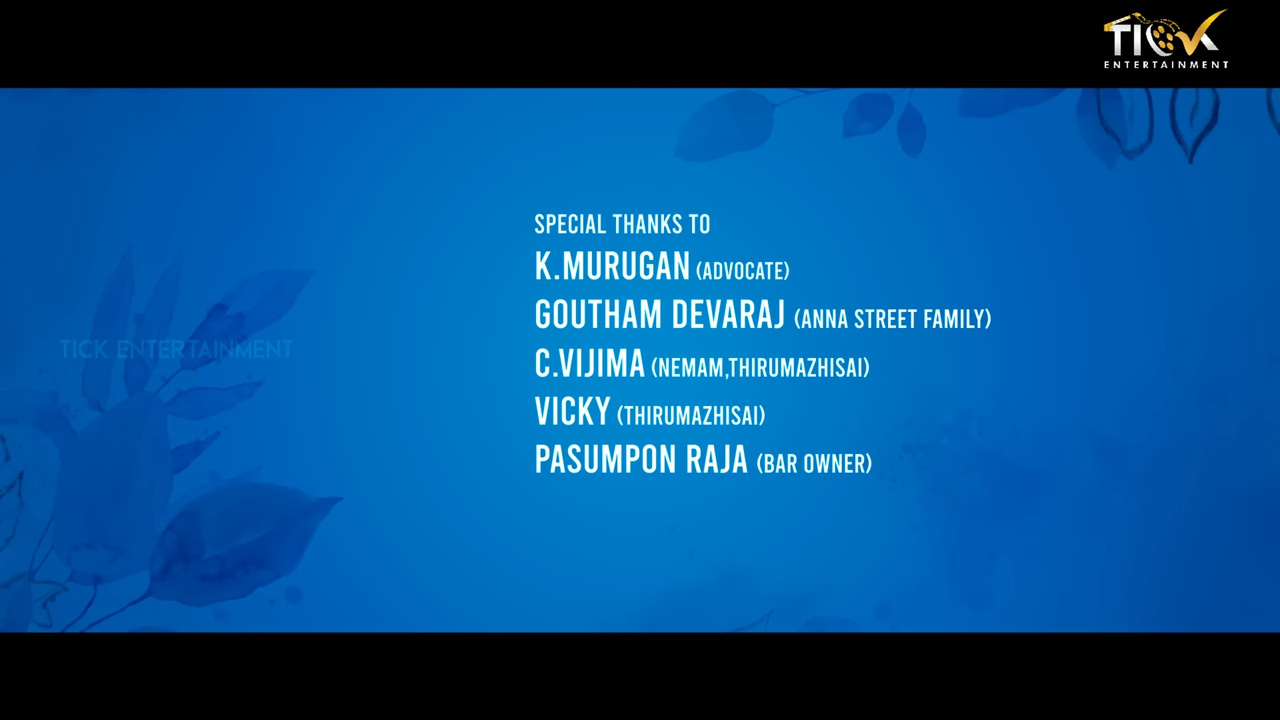 TICK
ENTERTAINMENT
SPECIAL THANKS TO
K.MURUGAN (ADVOCATE)
GOUTHAM DEVARAJ (ANNA STREET FAMILY)
TICK ENTERTAINMENT
C.VIJIMA (NEMAM,THIRUMAZHISAI)
VICKY (THIRUMAZHISAI)
PASUMPON RAJA (BAR OWNER)